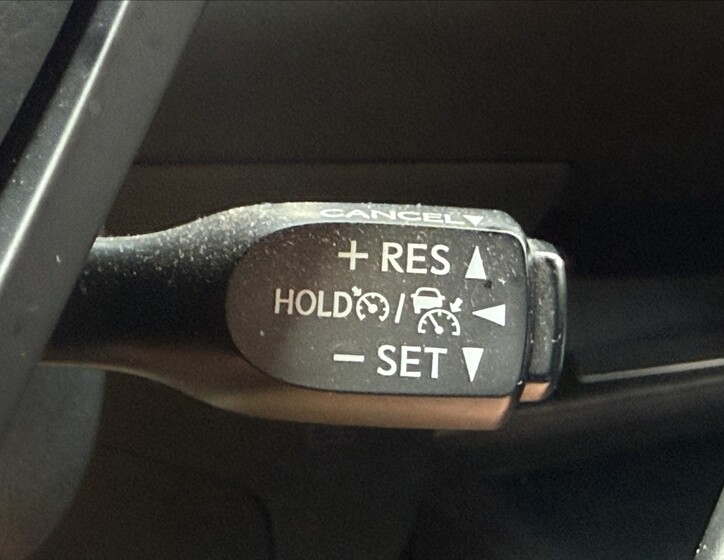 CANCEL▼
+ RES ▲
HOLD / ◀
− SET ▼